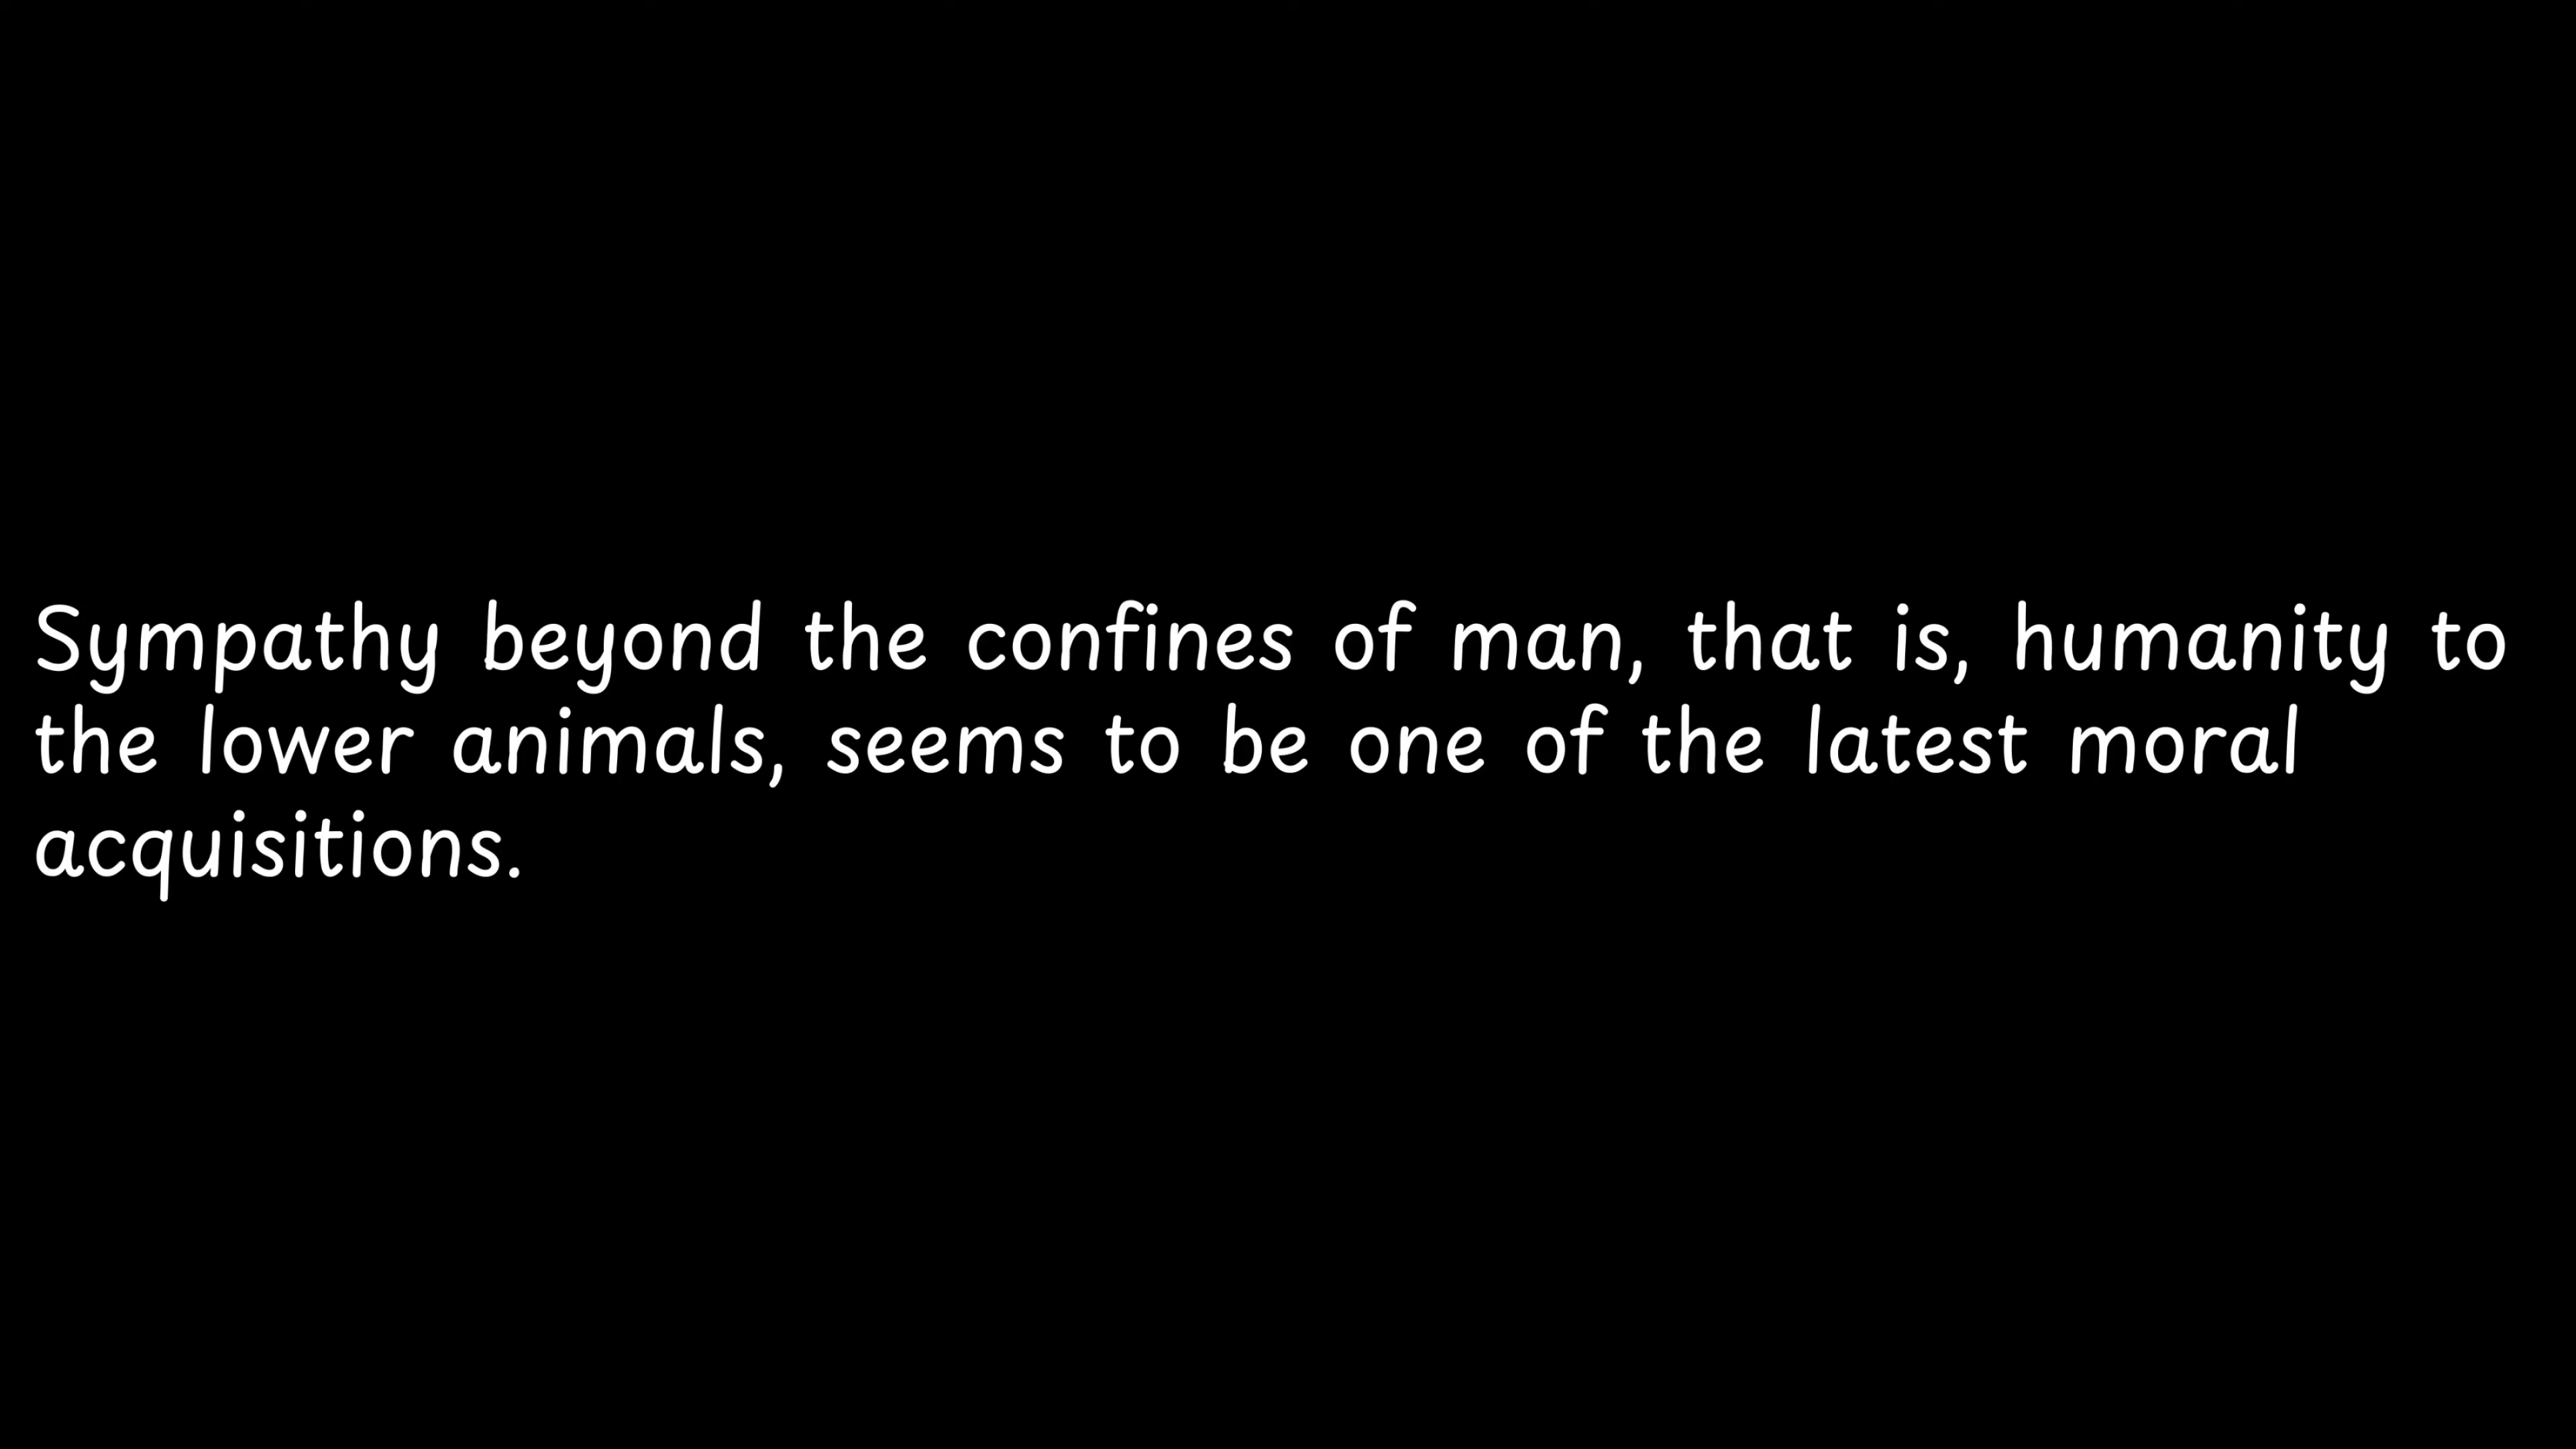 Sympathy beyond the confines of man, that is, humanity to
the lower animals, seems to be one of the latest moral
acquisitions.